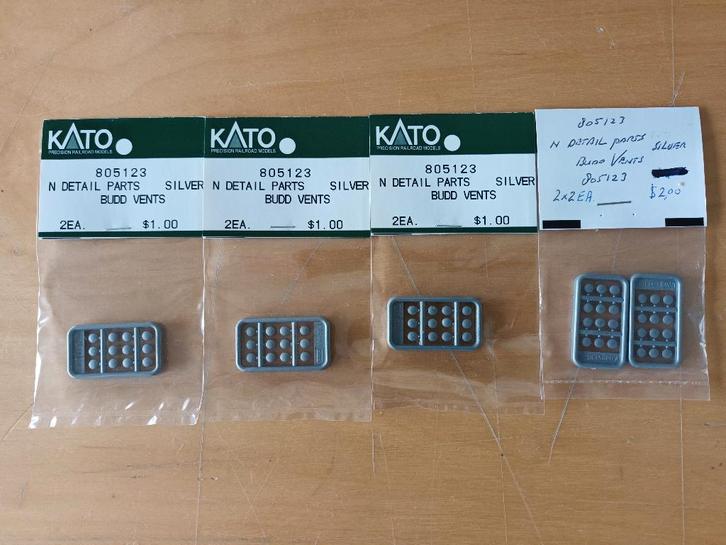 KATO
PRECISION RAILROAD MODELS
805123
N DETAIL PARTS SILVER
BUDD VENTS
2EA. $1.00
KATO
PRECISION RAILROAD MODELS
805123
N DETAIL PARTS SILVER
BUDD VENTS
2EA. $1.00
KATO
PRECISION RAILROAD MODELS
805123
N DETAIL PARTS SILVER
BUDD VENTS
2EA. $1.00
805123
N DETAIL PARTS SILVER
BUDD VENTS
805123
2x2EA $2,00